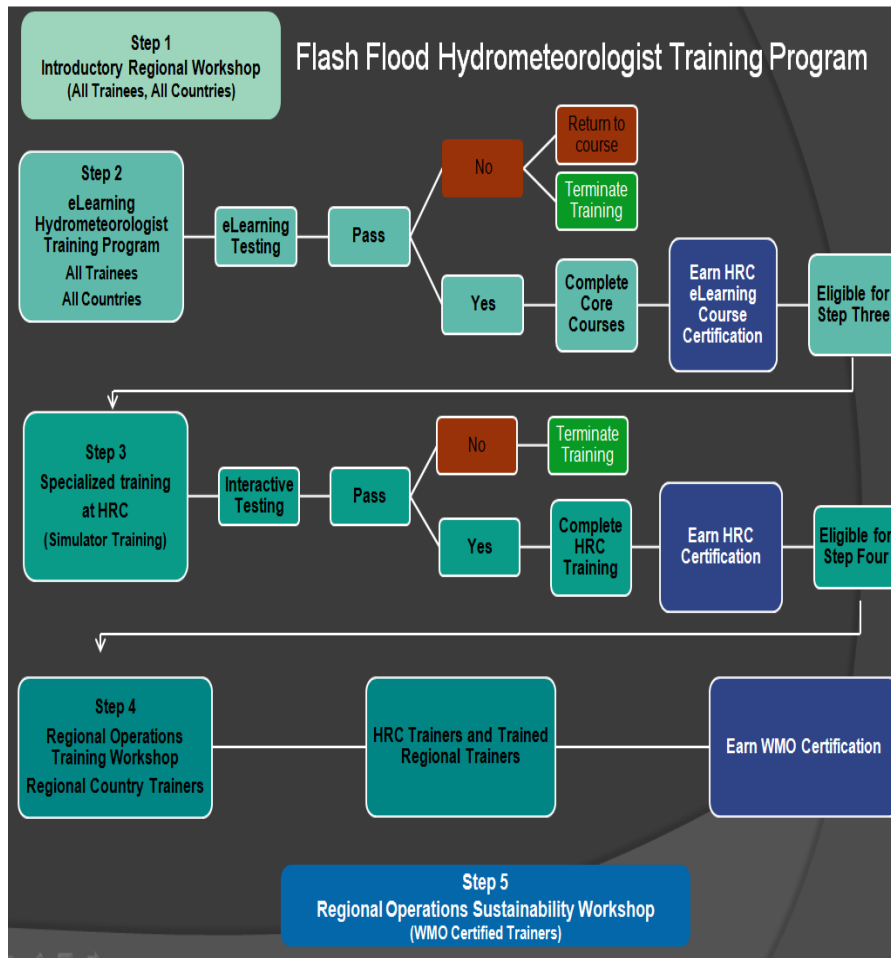 Step 1
Introductory Regional Workshop
(All Trainees, All Countries)
Flash Flood Hydrometeorologist Training Program
Step 2
eLearning
Hydrometeorologist
Training Program
All Trainees
All Countries
eLearning
Testing
Pass
No
Return to
course
Terminate
Training
Yes
Complete
Core
Courses
Earn HRC
eLearning
Course
Certification
Eligible for
Step Three
Step 3
Specialized training
at HRC
(Simulator Training)
Interactive
Testing
Pass
No
Terminate
Training
Yes
Complete
HRC
Training
Earn HRC
Certification
Eligible for
Step Four
Step 4
Regional Operations
Training Workshop
Regional Country Trainers
HRC Trainers and Trained
Regional Trainers
Earn WMO Certification
Step 5
Regional Operations Sustainability Workshop
(WMO Certified Trainers)